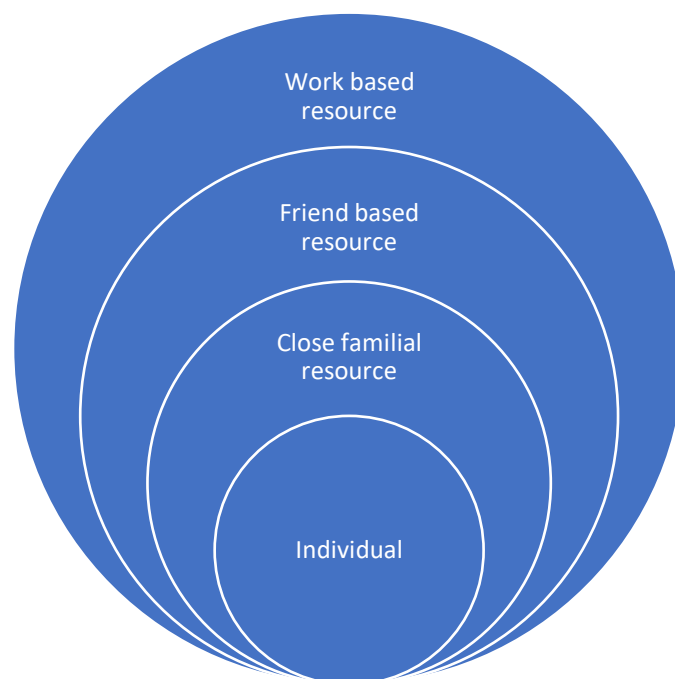 Work based
resource
Friend based
resource
Close familial
resource
Individual